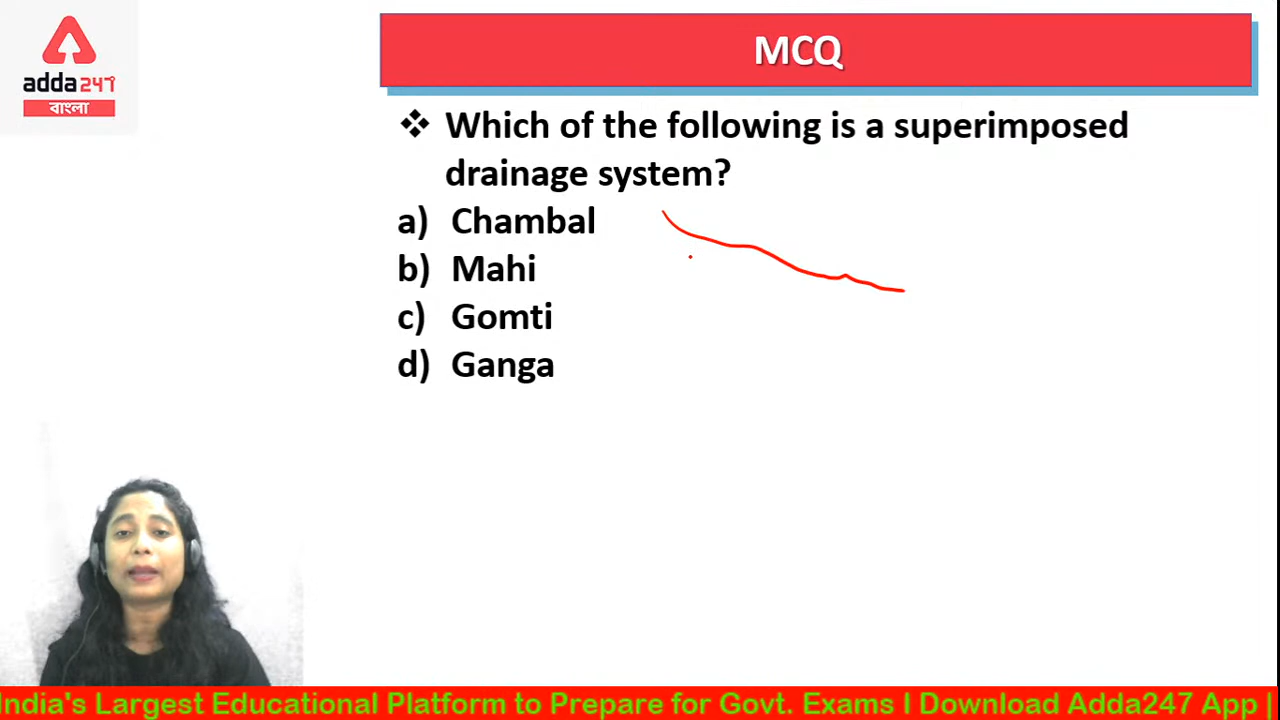 adda247
বাংলা
MCQ
❖ Which of the following is a superimposed
drainage system?
a) Chambal
b) Mahi
c) Gomti
d) Ganga
India's Largest Educational Platform to Prepare for Govt. Exams I Download Adda247 App |